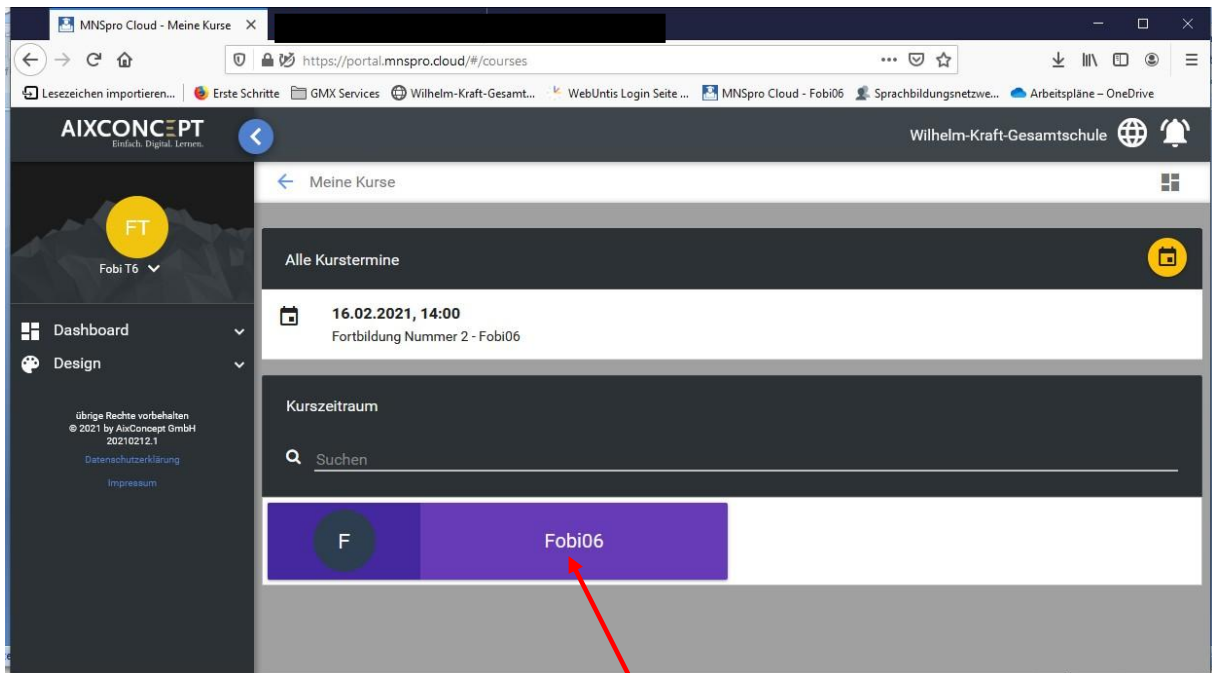 MNSpro Cloud - Meine Kurse
https://portal.mnspro.cloud/#/courses
Lesezeichen importieren... Erste Schritte GMX Services Wilhelm-Kraft-Gesamt... WebUntis Login Seite ... MNSpro Cloud - Fobi06 Sprachbildungsnetzwe... Arbeitspläne – OneDrive
AIXCONCEPT
Einfach. Digital. Lernen.
Wilhelm-Kraft-Gesamtschule
Meine Kurse
FT
Fobi T6
Dashboard
Design
übrige Rechte vorbehalten
© 2021 by AixConcept GmbH
20210212.1
Datenschutzerklärung
Impressum
Alle Kurstermine
16.02.2021, 14:00
Fortbildung Nummer 2 - Fobi06
Kurszeitraum
Suchen
F
Fobi06